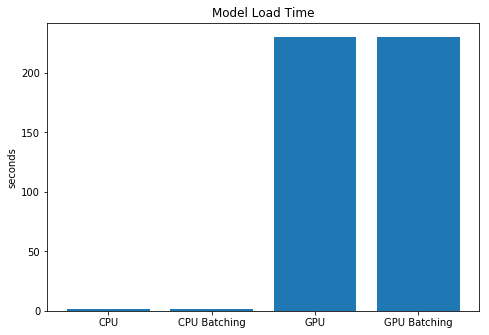 Model Load Time
seconds
200
150
100
50
0
CPU
CPU Batching
GPU
GPU Batching